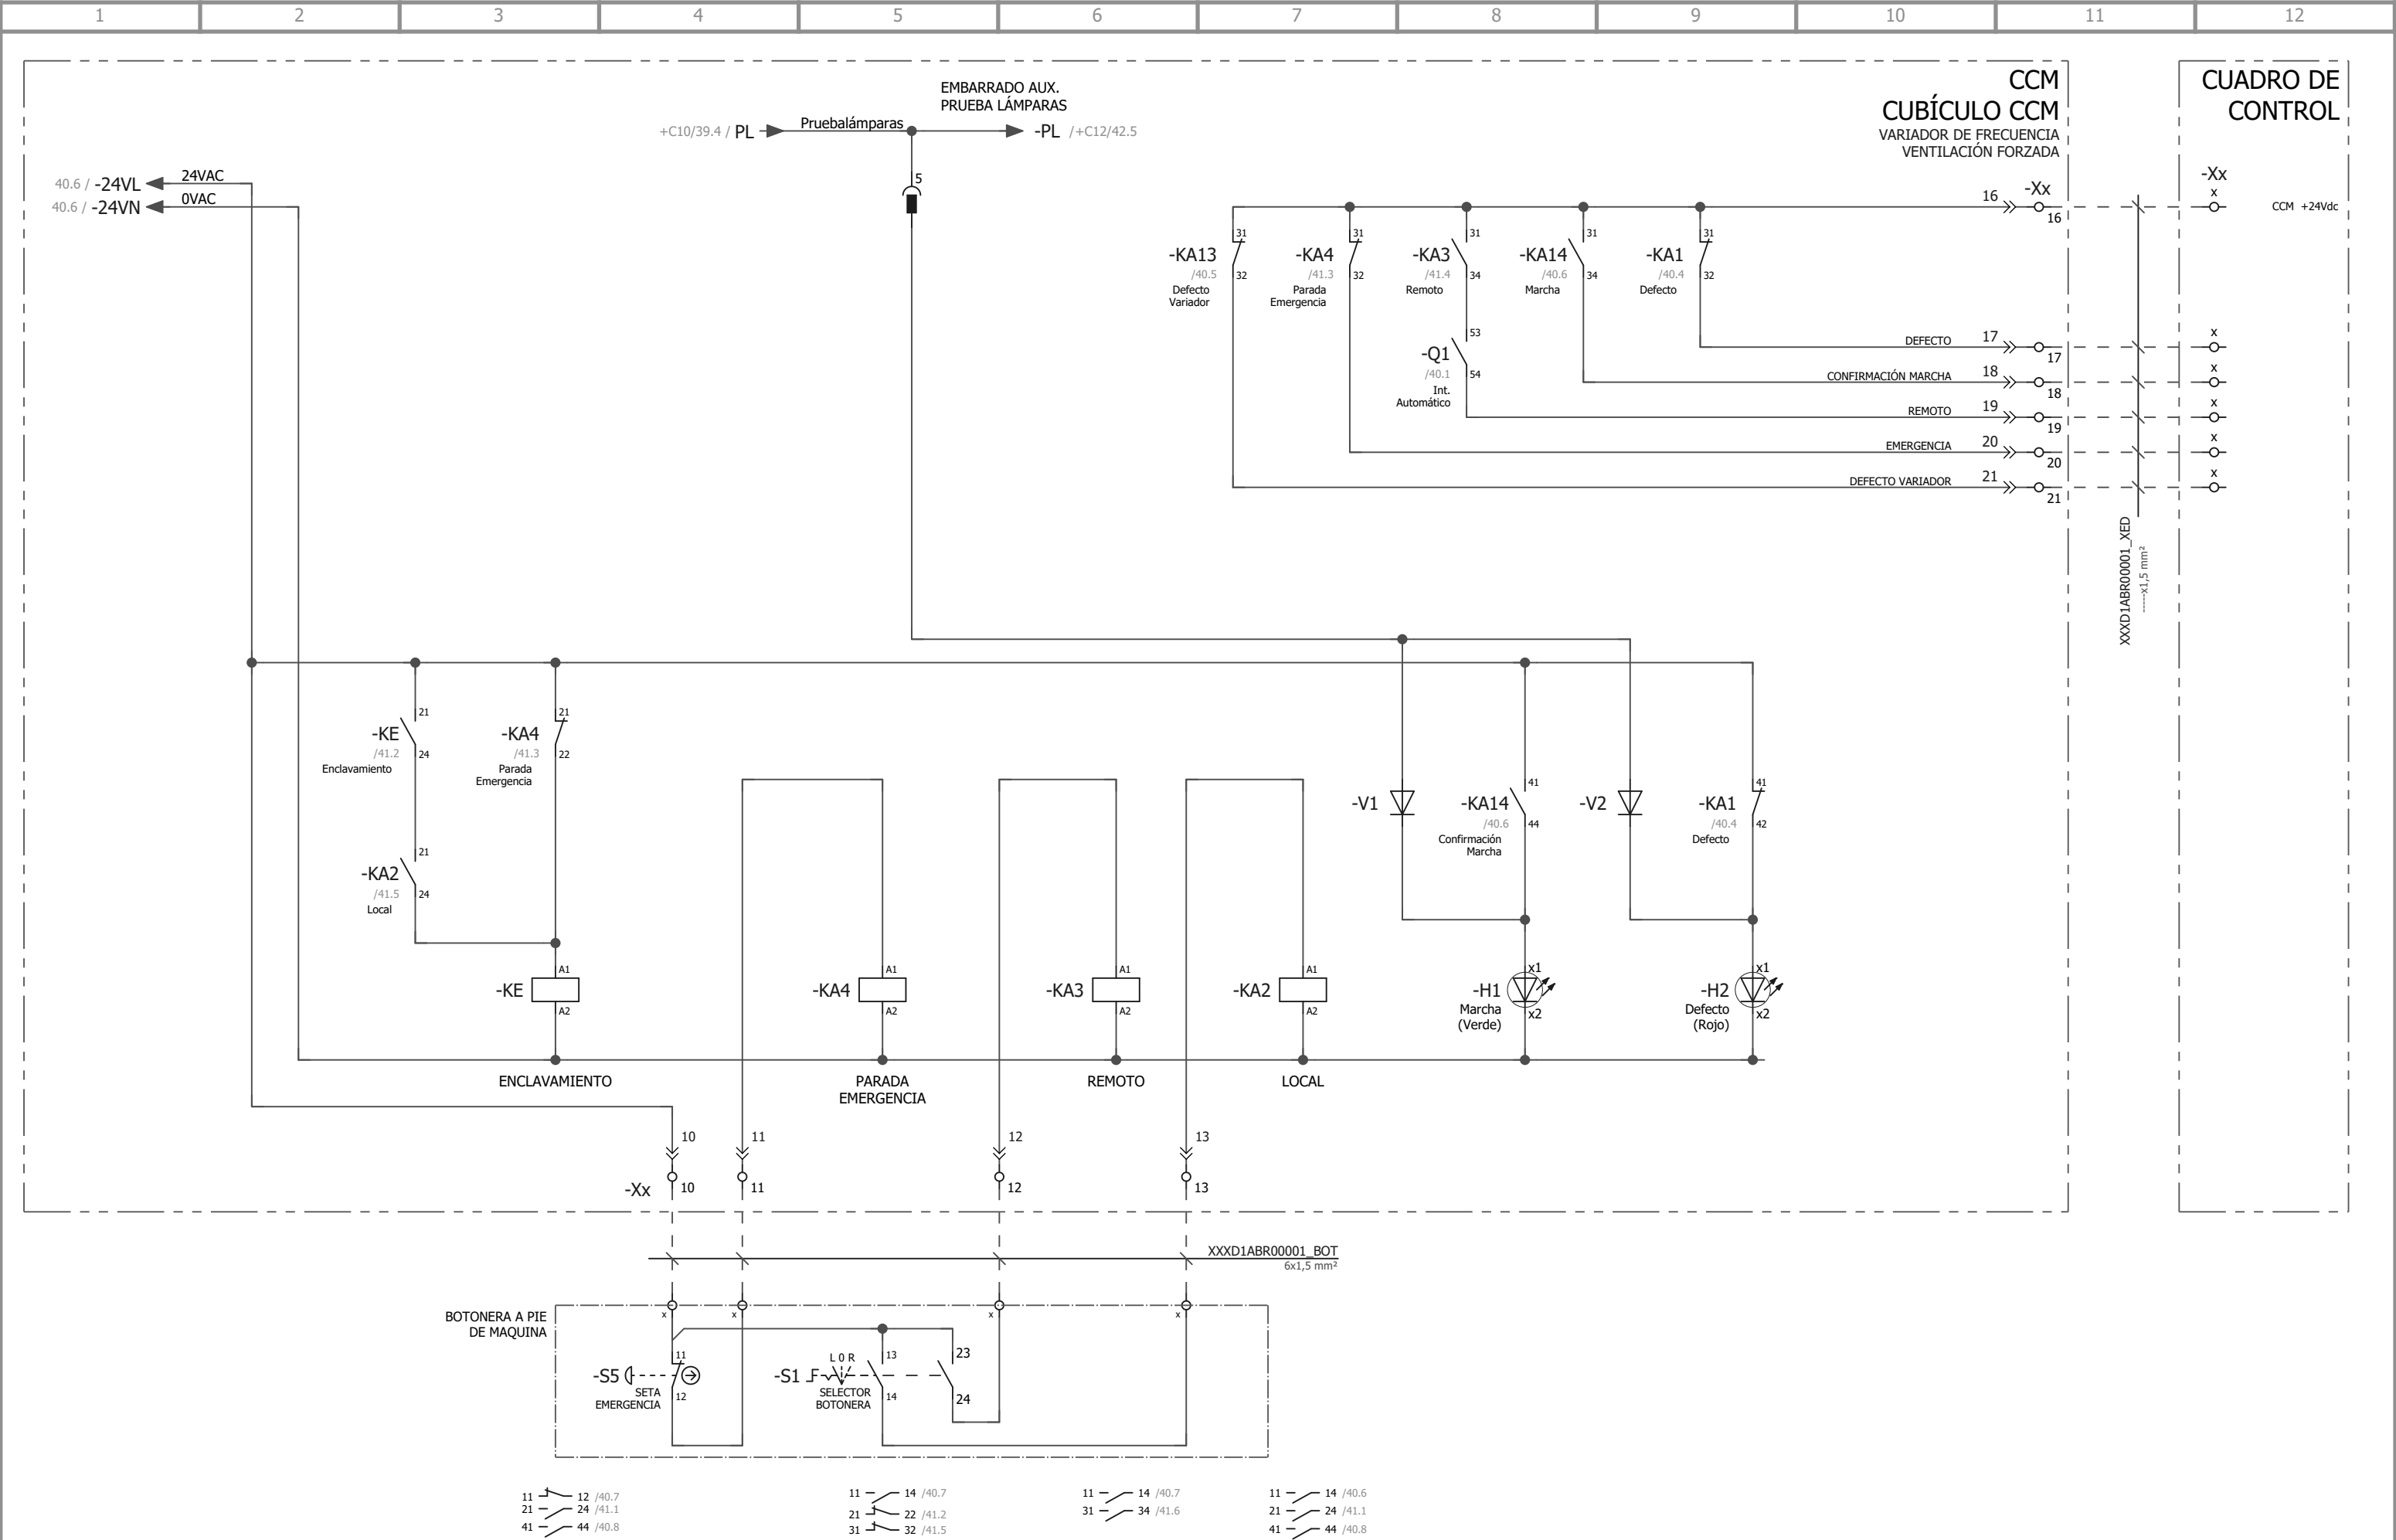 1 2 3 4 5 6 7 8 9 10 11 12
CCM
CUBÍCULO CCM
VARIADOR DE FRECUENCIA
VENTILACIÓN FORZADA
CUADRO DE
CONTROL
EMBARRADO AUX.
PRUEBA LÁMPARAS
+C10/39.4 / PL
Pruebalámparas
-PL /+C12/42.5
5
40.6 / -24VL
24VAC
40.6 / -24VN
0VAC
16
-Xx
16
-Xx
x
CCM +24Vdc
-KA13
/40.5
Defecto
Variador
31
32
-KA4
/41.3
Parada
Emergencia
31
32
-KA3
/41.4
Remoto
31
34
-KA14
/40.6
Marcha
31
34
-KA1
/40.4
Defecto
31
32
-Q1
/40.1
Int.
Automático
53
54
DEFECTO
17
17
x
CONFIRMACIÓN MARCHA
18
18
x
REMOTO
19
19
x
EMERGENCIA
20
20
x
DEFECTO VARIADOR
21
21
x
XXXD1ABR00001_XED
-----x1,5 mm²
-KE
/41.2
Enclavamiento
21
24
-KA4
/41.3
Parada
Emergencia
21
22
-KA2
/41.5
Local
21
24
-V1
-KA14
/40.6
Confirmación
Marcha
41
44
-V2
-KA1
/40.4
Defecto
41
42
-KE
A1
A2
-KA4
A1
A2
-KA3
A1
A2
-KA2
A1
A2
-H1
Marcha
(Verde)
x1
x2
-H2
Defecto
(Rojo)
x1
x2
ENCLAVAMIENTO
PARADA
EMERGENCIA
REMOTO
LOCAL
10
11
12
13
-Xx
10
11
12
13
XXXD1ABR00001_BOT
6x1,5 mm²
BOTONERA A PIE
DE MAQUINA
x
x
x
x
-S5
SETA
EMERGENCIA
11
12
-S1
L 0 R
SELECTOR
BOTONERA
13
14
23
24
11 12 /40.7
21 24 /41.1
41 44 /40.8
11 14 /40.7
21 22 /41.2
31 32 /41.5
11 14 /40.7
31 34 /41.6
11 14 /40.6
21 24 /41.1
41 44 /40.8